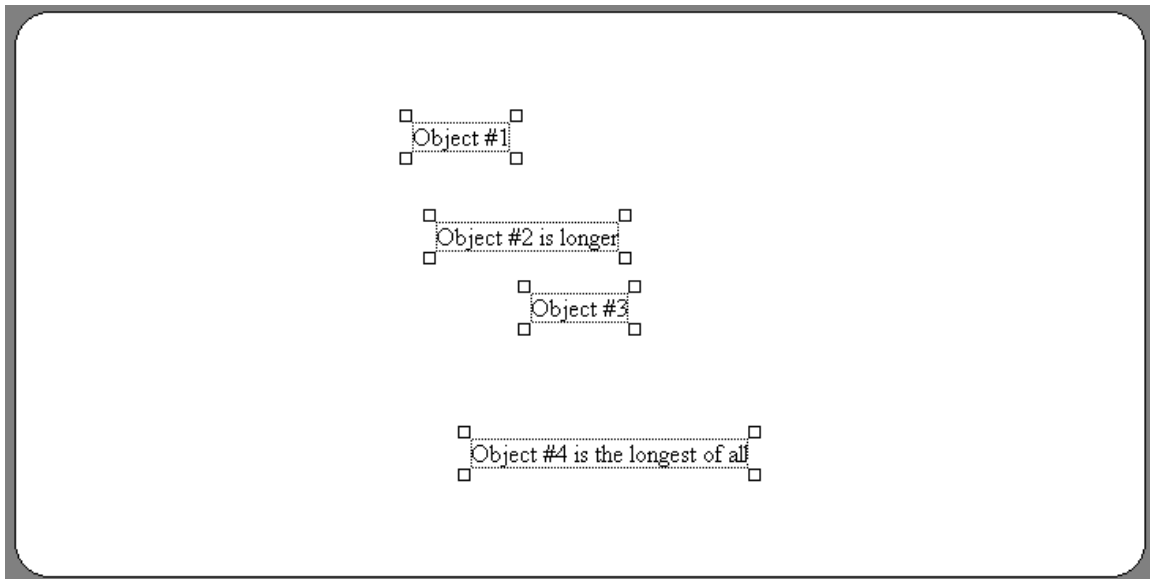 Object #1
Object #2 is longer
Object #3
Object #4 is the longest of all